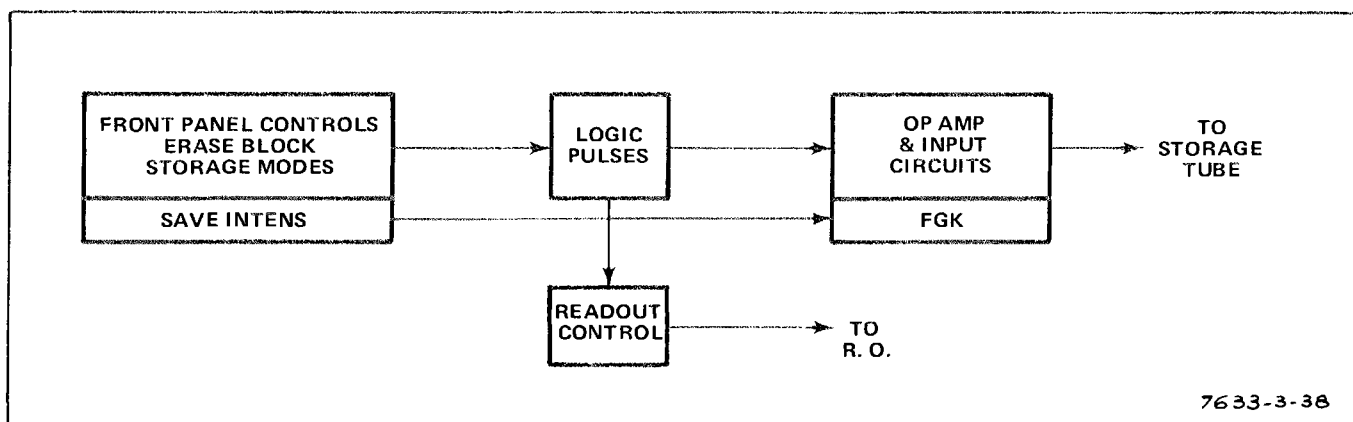 FRONT PANEL CONTROLS
ERASE BLOCK
STORAGE MODES
SAVE INTENS
LOGIC
PULSES
OP AMP
& INPUT
CIRCUITS
FGK
TO
STORAGE
TUBE
READOUT
CONTROL
TO
R. O.
7633-3-38